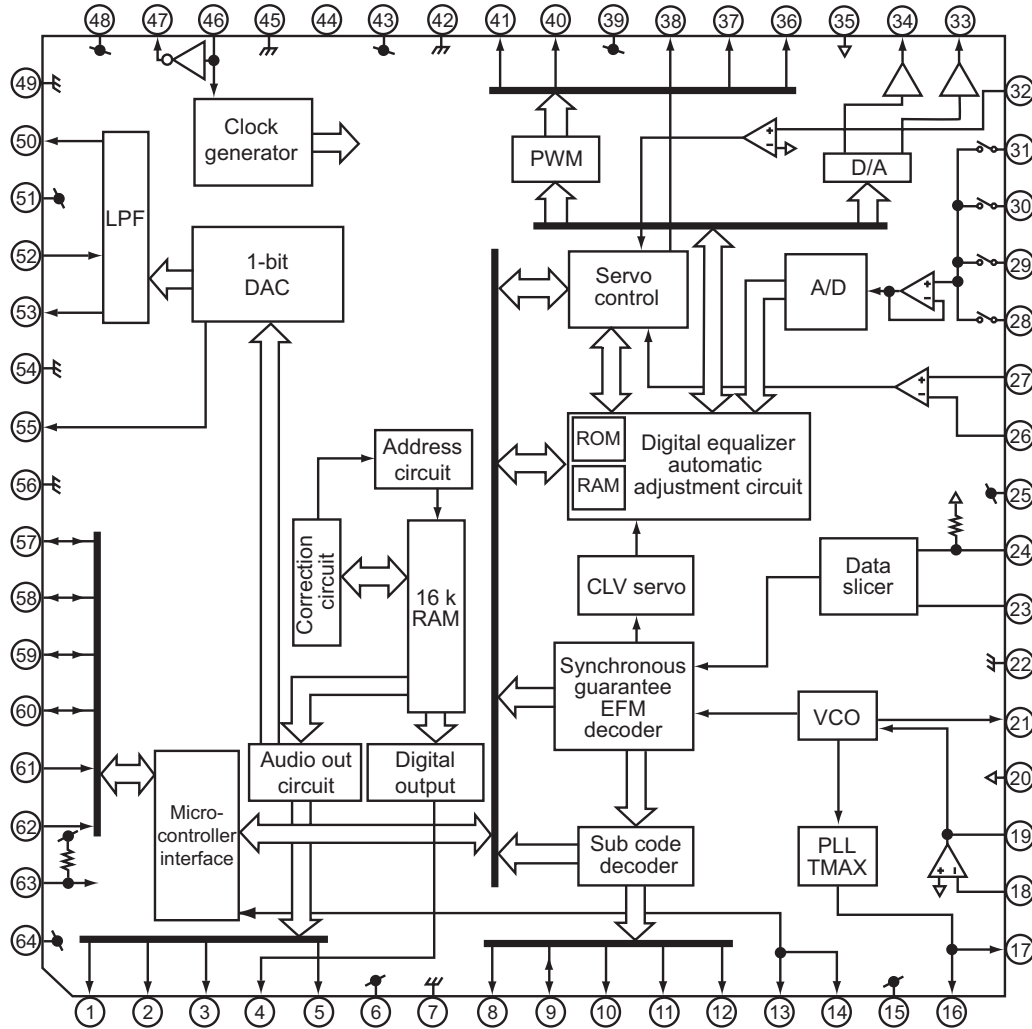 48 47 46 45 44 43 42 41 40 39 38 37 36 35 34 33
49
50
51
52
53
54
55
56
57
58
59
60
61
62
63
64
32
31
30
29
28
27
26
25
24
23
22
21
20
19
18
17
Clock
generator
LPF
1-bit
DAC
PWM
D/A
+
−
Servo
control
A/D
+
−
+
−
ROM
RAM
Digital equalizer
automatic
adjustment circuit
Address
circuit
Correction
circuit
16 k
RAM
CLV servo
Data
slicer
Synchronous
guarantee
EFM
decoder
VCO
Audio out
circuit
Digital
output
Micro-
controller
interface
Sub code
decoder
PLL
TMAX
+ −
1 2 3 4 5 6 7 8 9 10 11 12 13 14 15 16